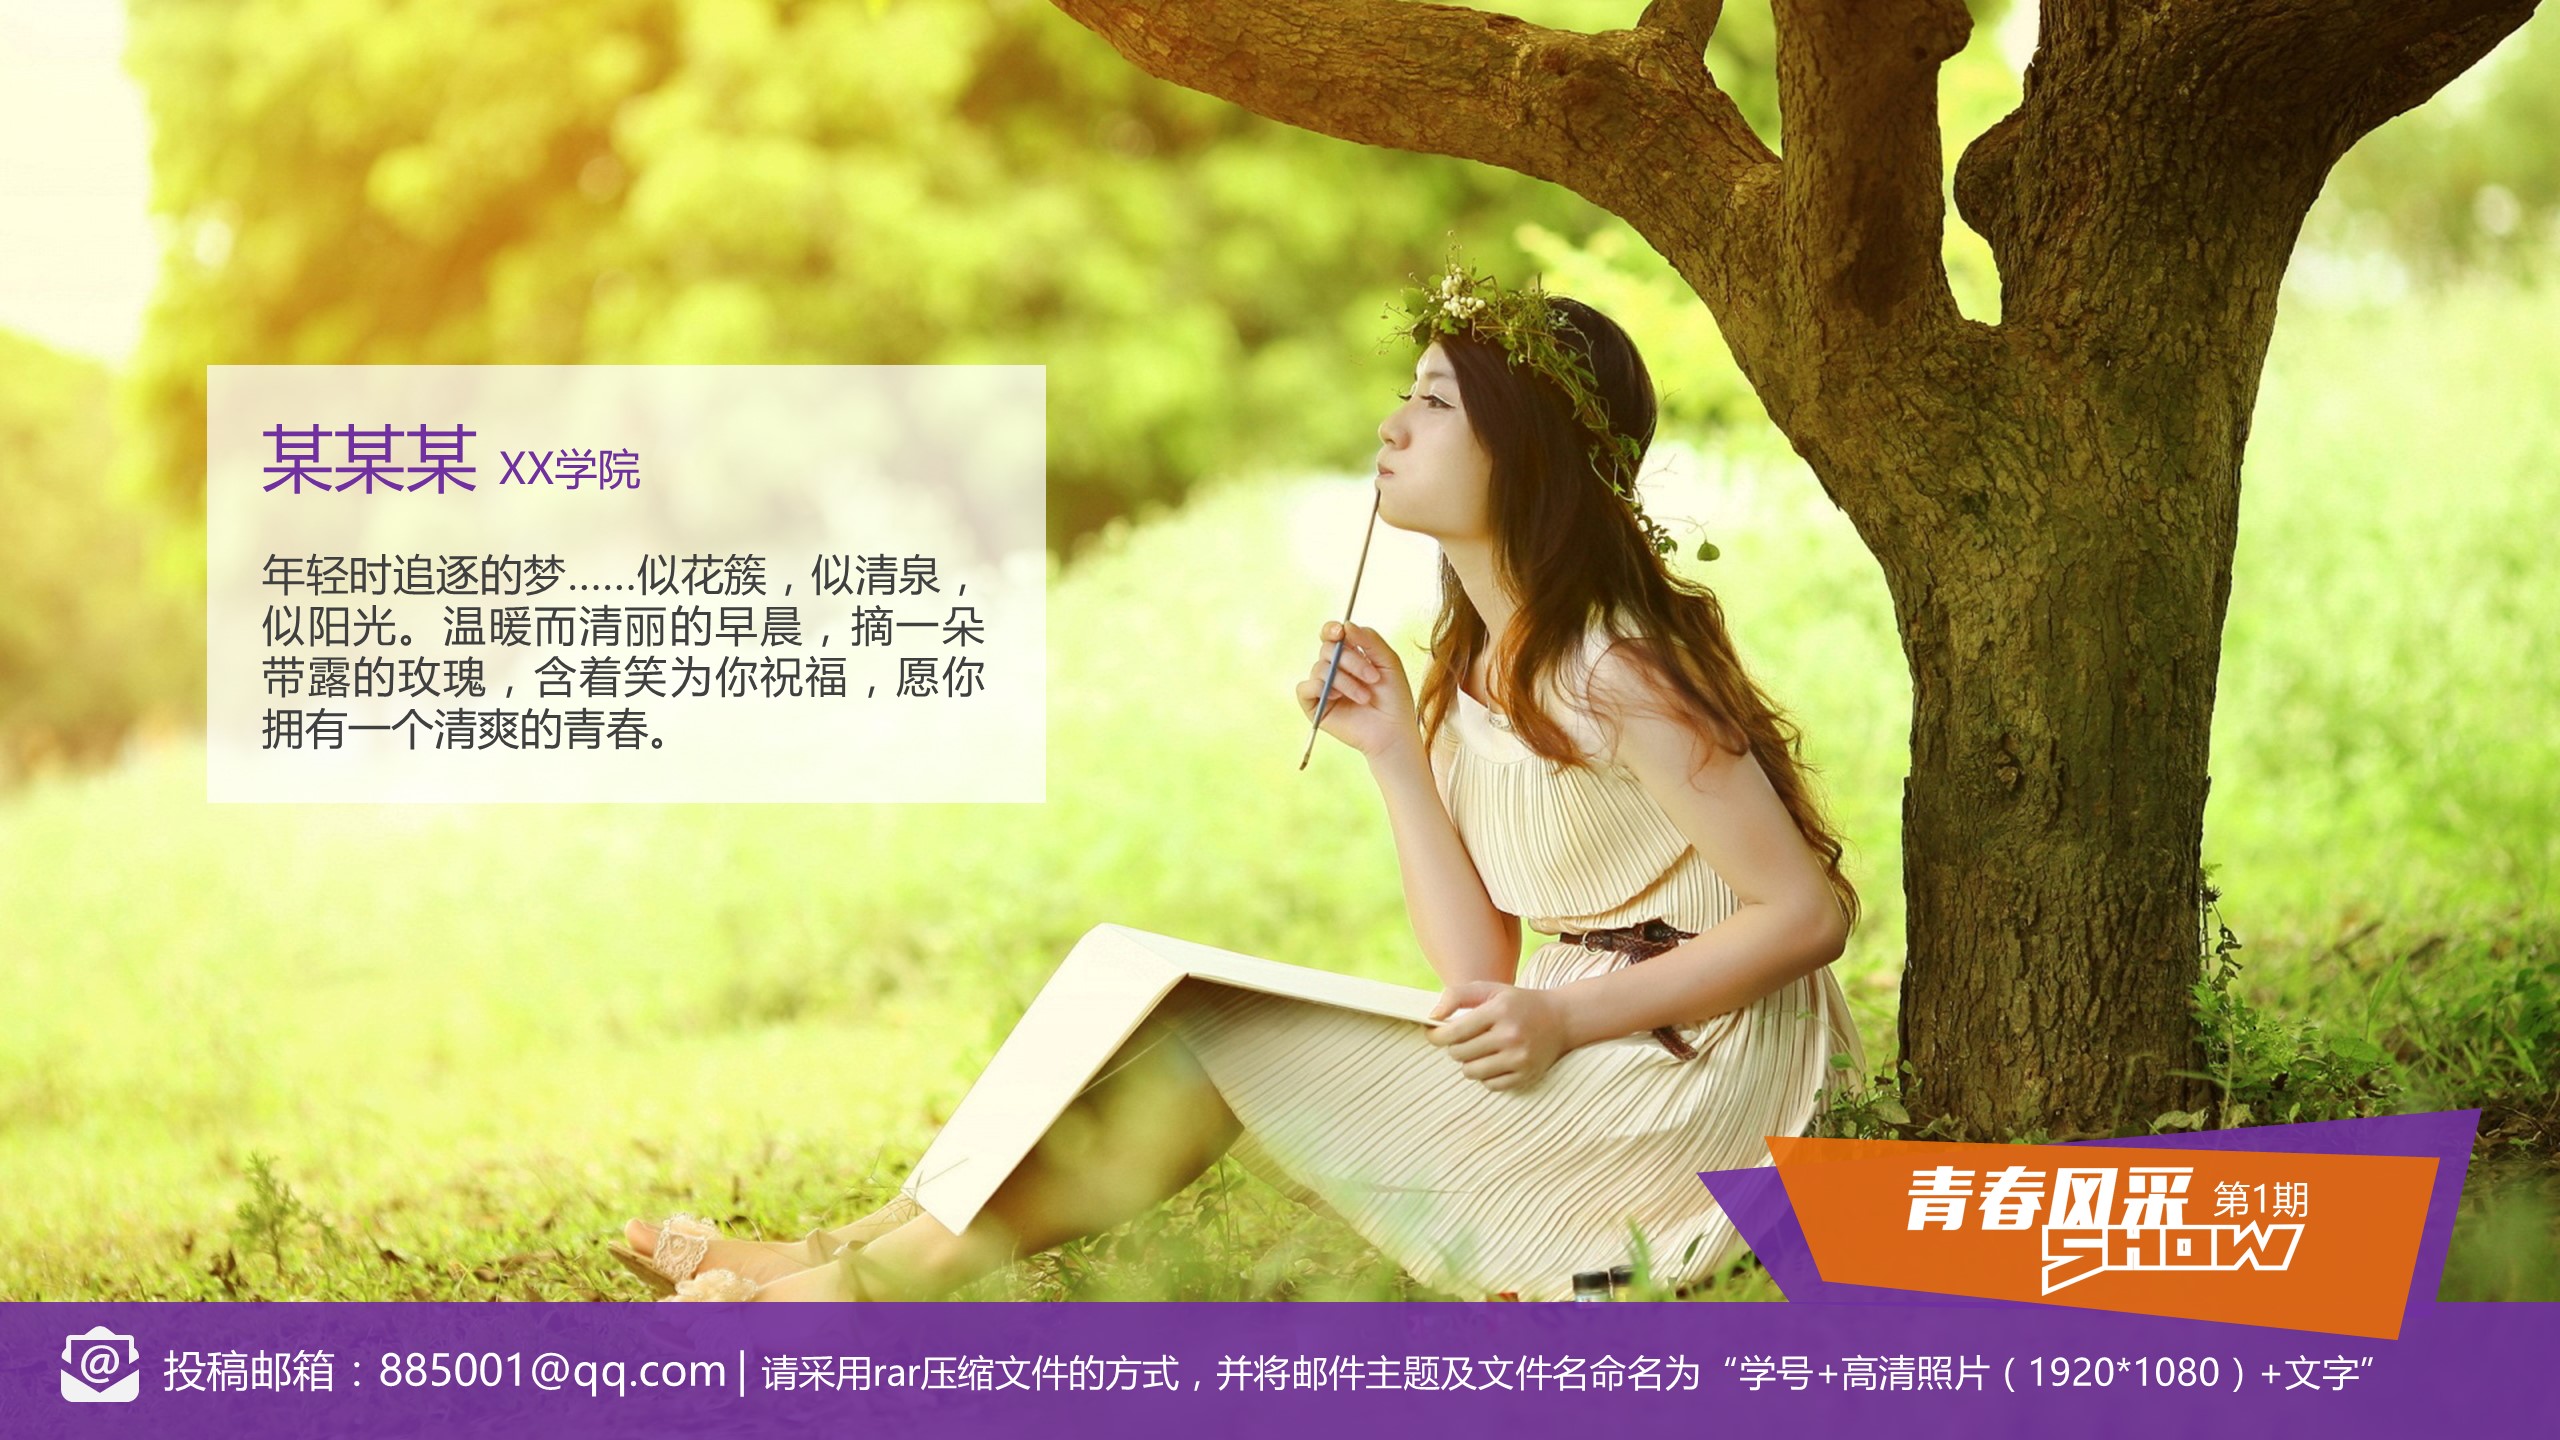 某某某 XX学院
年轻时追逐的梦……似花簇，似清泉，
似阳光。温暖而清丽的早晨，摘一朵
带露的玫瑰，含着笑为你祝福，愿你
拥有一个清爽的青春。
青春风采 第1期
SHOW
@ 投稿邮箱：885001@qq.com | 请采用rar压缩文件的方式，并将邮件主题及文件名命名为“学号+高清照片（1920*1080）+文字”